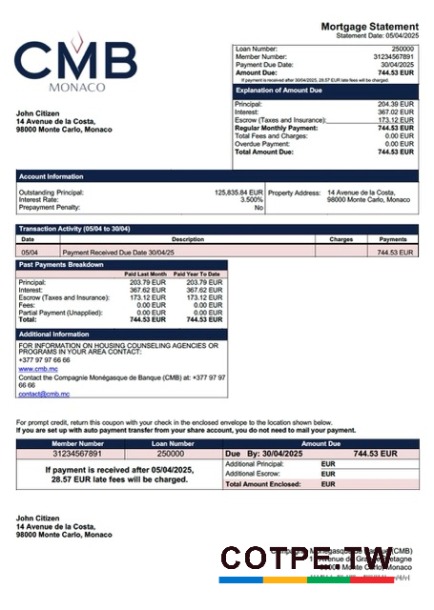 CMB
MONACO
Mortgage Statement
Statement Date: 05/04/2025
Loan Number: 250000
Member Number: 31234567891
Payment Due Date: 30/04/2025
Amount Due: 744.53 EUR
If payment is received after 30/04/2025, 28.57 EUR late fees will be charged.
John Citizen
14 Avenue de la Costa,
98000 Monte Carlo, Monaco
Explanation of Amount Due
Principal: 204.39 EUR
Interest: 367.02 EUR
Escrow (Taxes and Insurance): 173.12 EUR
Regular Monthly Payment: 744.53 EUR
Total Fees and Charges: 0.00 EUR
Overdue Payment: 0.00 EUR
Total Amount Due: 744.53 EUR
Account Information
Outstanding Principal: 125,835.84 EUR
Interest Rate: 3.500%
Prepayment Penalty: No
Property Address: 14 Avenue de la Costa,
98000 Monte Carlo, Monaco
Transaction Activity (05/04 to 30/04)
Date Description Charges Payments
05/04 Payment Received Due Date 30/04/25 744.53 EUR
Past Payments Breakdown
Paid Last Month Paid Year To Date
Principal: 203.79 EUR 203.79 EUR
Interest: 367.62 EUR 367.62 EUR
Escrow (Taxes and Insurance): 173.12 EUR 173.12 EUR
Fees: 0.00 EUR 0.00 EUR
Partial Payment (Unapplied): 0.00 EUR 0.00 EUR
Total: 744.53 EUR 744.53 EUR
Additional Information
FOR INFORMATION ON HOUSING COUNSELING AGENCIES OR
PROGRAMS IN YOUR AREA CONTACT:
+377 97 97 66 66
www.cmb.mc
Contact the Compagnie Monégasque de Banque (CMB) at: +377 97 97
66 66
contact@cmb.mc
For prompt credit, return this coupon with your check in the enclosed envelope to the location shown below.
If you are set up with auto payment transfer from your share account, you do not need to mail your payment.
Member Number Loan Number Amount Due
31234567891 250000 Due By: 30/04/2025 744.53 EUR
If payment is received after 05/04/2025,
28.57 EUR late fees will be charged.
Additional Principal: EUR
Additional Escrow: EUR
Total Amount Enclosed: EUR
John Citizen
14 Avenue de la Costa,
98000 Monte Carlo, Monaco
COTPE.TW
(CMB)